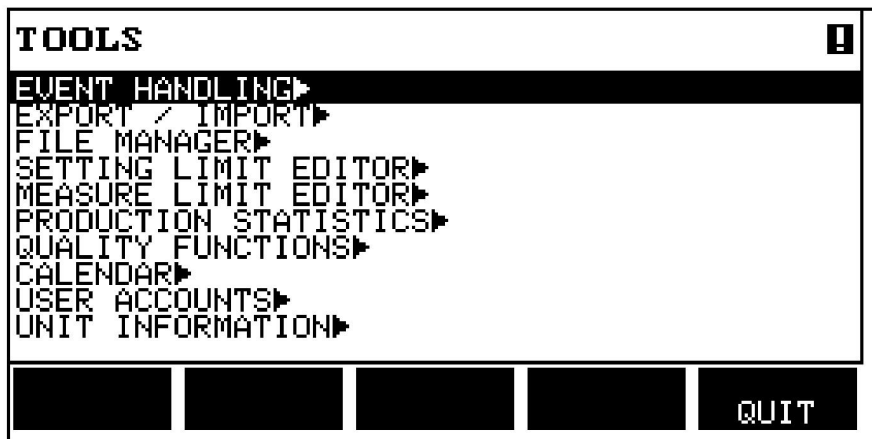 TOOLS !
EVENT HANDLING▶
EXPORT / IMPORT▶
FILE MANAGER▶
SETTING LIMIT EDITOR▶
MEASURE LIMIT EDITOR▶
PRODUCTION STATISTICS▶
QUALITY FUNCTIONS▶
CALENDAR▶
USER ACCOUNTS▶
UNIT INFORMATION▶
QUIT